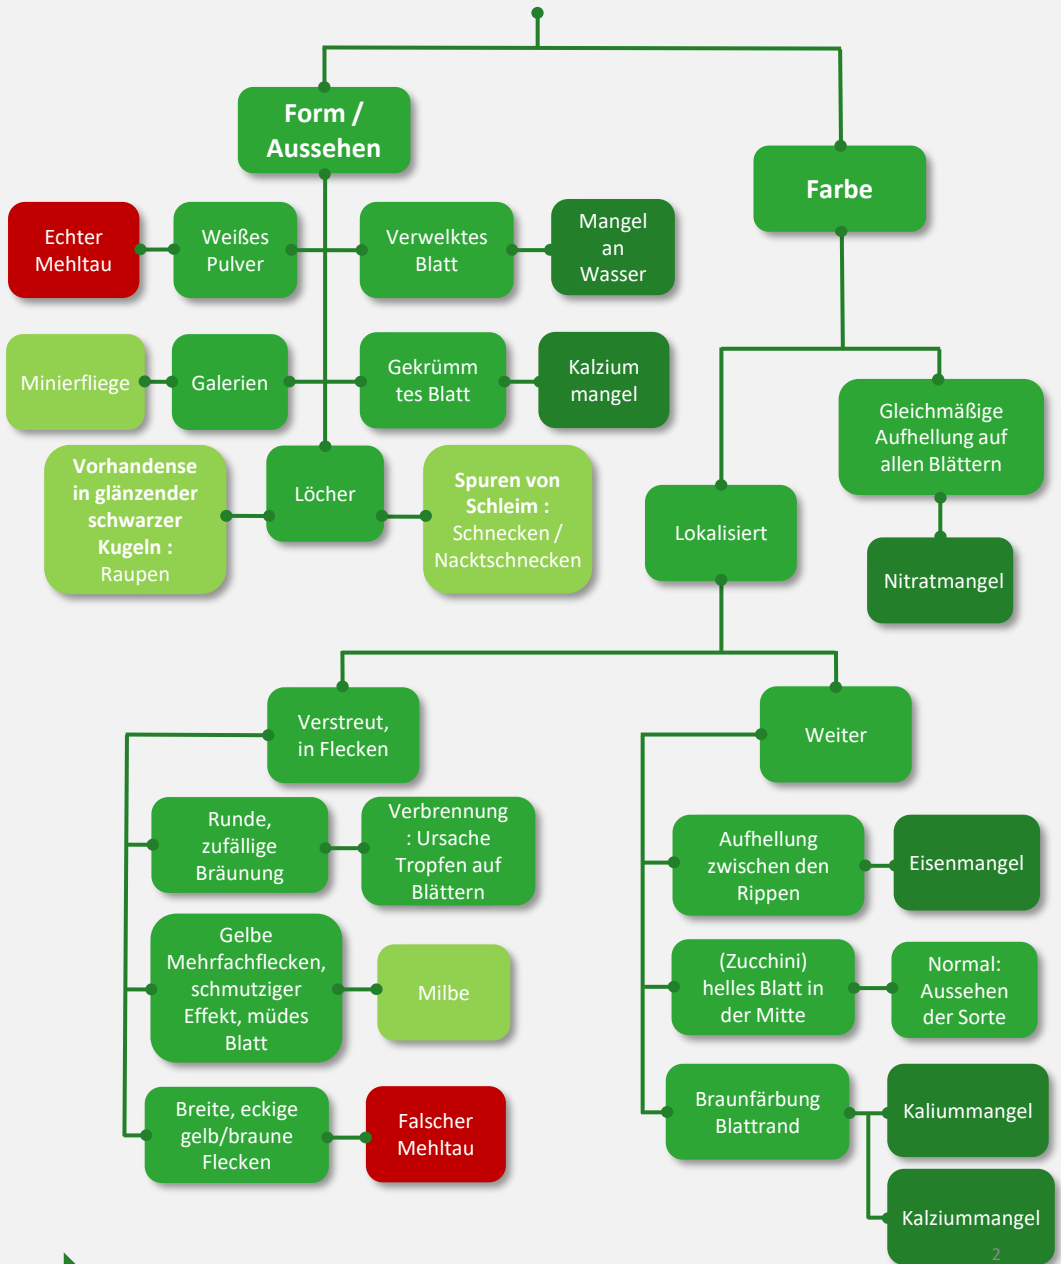 Form /
Aussehen
Farbe
Echter
Mehltau
Weißes
Pulver
Verwelktes
Blatt
Mangel
an
Wasser
Minierfliege
Galerien
Gekrümm
tes Blatt
Kalzium
mangel
Gleichmäßige
Aufhellung auf
allen Blättern
Vorhandense
in glänzender
schwarzer
Kugeln :
Raupen
Löcher
Spuren von
Schleim :
Schnecken /
Nacktschnecken
Lokalisiert
Nitratmangel
Verstreut,
in Flecken
Weiter
Runde,
zufällige
Bräunung
Verbrennung
: Ursache
Tropfen auf
Blättern
Aufhellung
zwischen den
Rippen
Eisenmangel
Gelbe
Mehrfachflecken,
schmutziger
Effekt, müdes
Blatt
Milbe
(Zucchini)
helles Blatt in
der Mitte
Normal:
Aussehen
der Sorte
Breite, eckige
gelb/braune
Flecken
Falscher
Mehltau
Braunfärbung
Blattrand
Kaliummangel
Kalziummangel
2